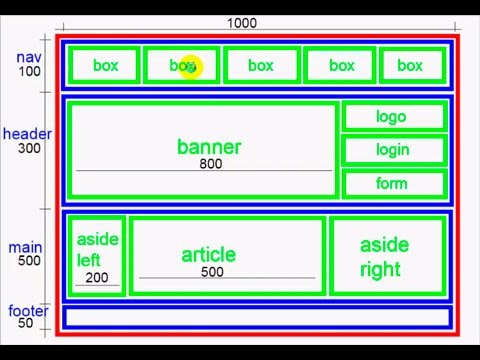 1000
nav
100
box box box box box
header
300
banner
800
logo
login
form
main
500
aside
left
200
article
500
aside
right
footer
50